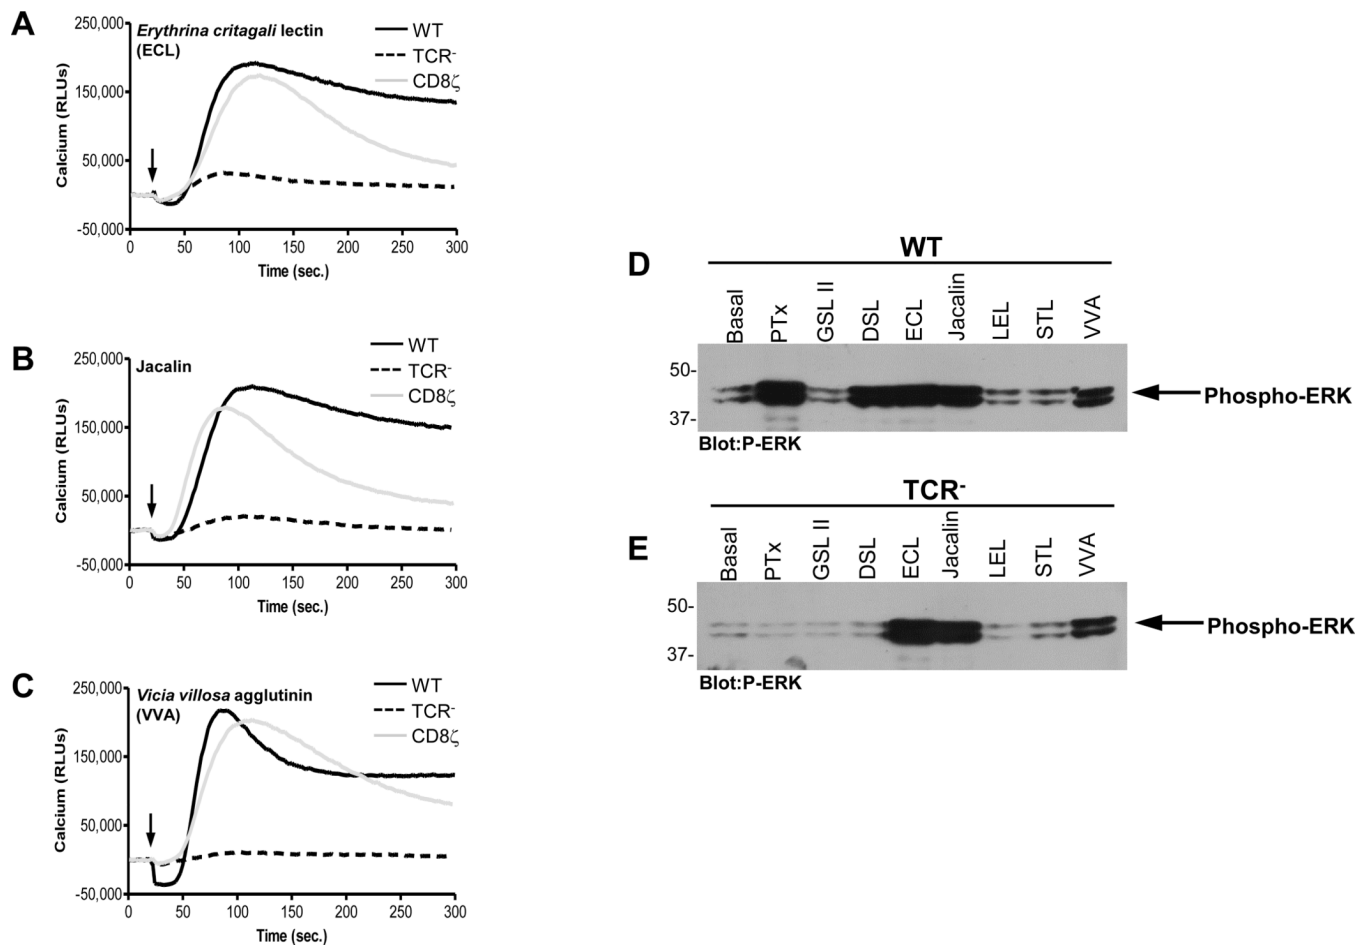 A
Erythrina critagali lectin
(ECL)
WT
TCR-
CD8ζ
Calcium (RLUs)
250,000
150,000
50,000
-50,000
0 50 100 150 200 250 300
Time (sec.)
B
Jacalin
WT
TCR-
CD8ζ
Calcium (RLUs)
250,000
150,000
50,000
-50,000
0 50 100 150 200 250 300
Time (sec.)
C
Vicia villosa agglutinin
(VVA)
WT
TCR-
CD8ζ
Calcium (RLUs)
250,000
150,000
50,000
-50,000
0 50 100 150 200 250 300
Time (sec.)
D
WT
Basal PTx GSL II DSL ECL Jacalin LEL STL VVA
50-
37-
Phospho-ERK
Blot:P-ERK
E
TCR-
Basal PTx GSL II DSL ECL Jacalin LEL STL VVA
50-
37-
Phospho-ERK
Blot:P-ERK